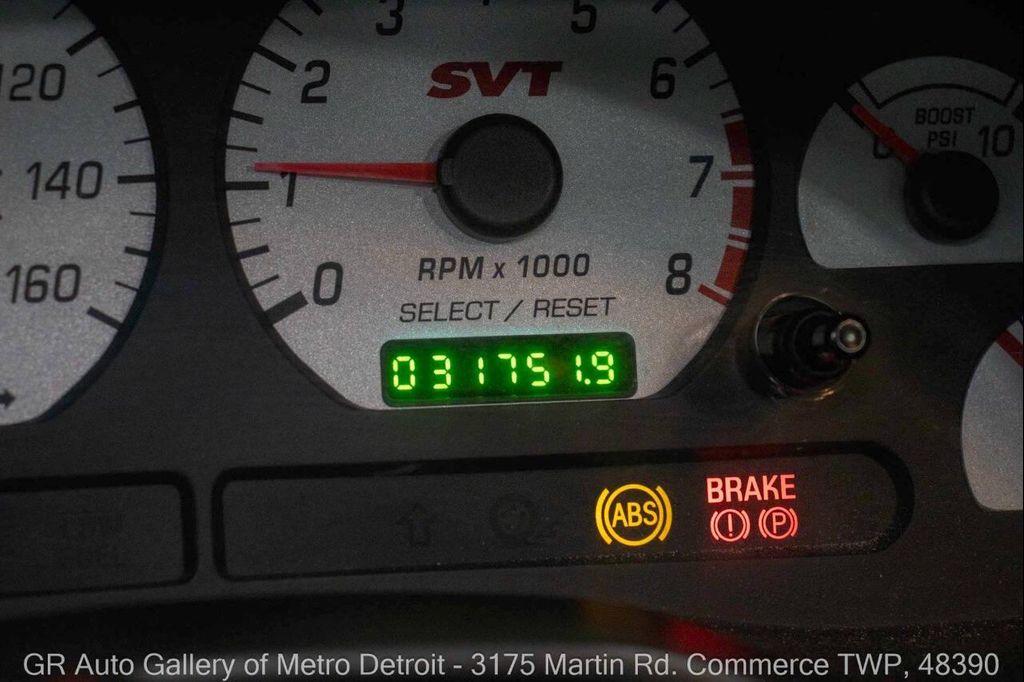 3 5
120 2 SVT 6 BOOST
PSI
0 10
140 1 7
160 0 RPM x 1000 8
SELECT / RESET
031751.9
ABS BRAKE
(!) (P)
GR Auto Gallery of Metro Detroit - 3175 Martin Rd. Commerce TWP, 48390